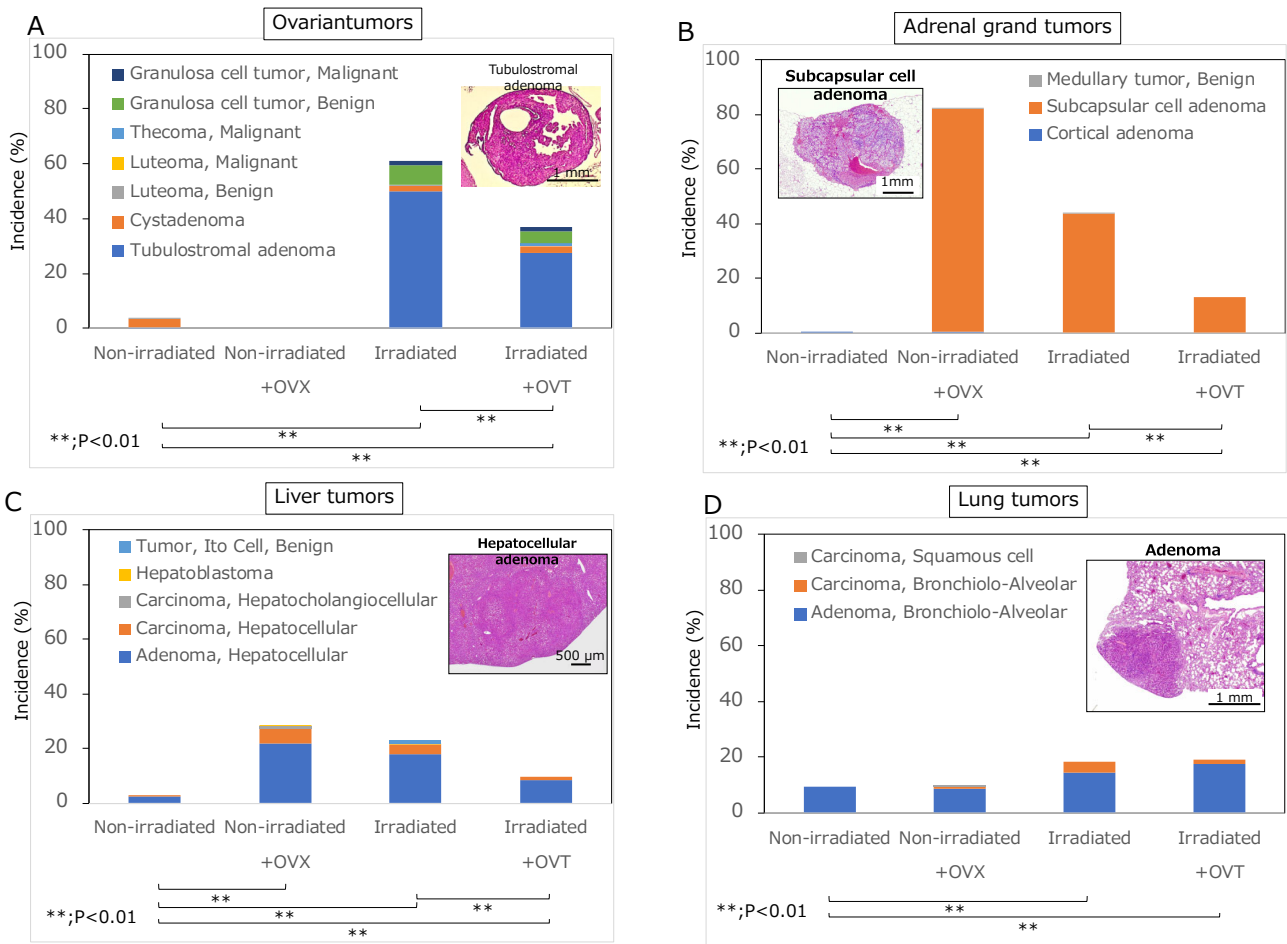 A
Ovariantumors
100
80
60
40
20
0
Incidence (%)
Granulosa cell tumor, Malignant
Granulosa cell tumor, Benign
Thecoma, Malignant
Luteoma, Malignant
Luteoma, Benign
Cystadenoma
Tubulostromal adenoma
Tubulostromal
adenoma
1 mm
Non-irradiated Non-irradiated Irradiated Irradiated
+OVX +OVT
**
**;P<0.01 **
**
B
Adrenal grand tumors
100
80
60
40
20
0
Incidence (%)
Subcapsular cell
adenoma
1mm
Medullary tumor, Benign
Subcapsular cell adenoma
Cortical adenoma
Non-irradiated Non-irradiated Irradiated Irradiated
+OVX +OVT
** **
**;P<0.01 **
**
C
Liver tumors
100
80
60
40
20
0
Incidence (%)
Tumor, Ito Cell, Benign
Hepatoblastoma
Carcinoma, Hepatocholangiocellular
Carcinoma, Hepatocellular
Adenoma, Hepatocellular
Hepatocellular
adenoma
500 μm
Non-irradiated Non-irradiated Irradiated Irradiated
+OVX +OVT
** **
**;P<0.01 **
**
D
Lung tumors
100
80
60
40
20
0
Incidence (%)
Carcinoma, Squamous cell
Carcinoma, Bronchiolo-Alveolar
Adenoma, Bronchiolo-Alveolar
Adenoma
1 mm
Non-irradiated Non-irradiated Irradiated Irradiated
+OVX +OVT
**;P<0.01 **
**